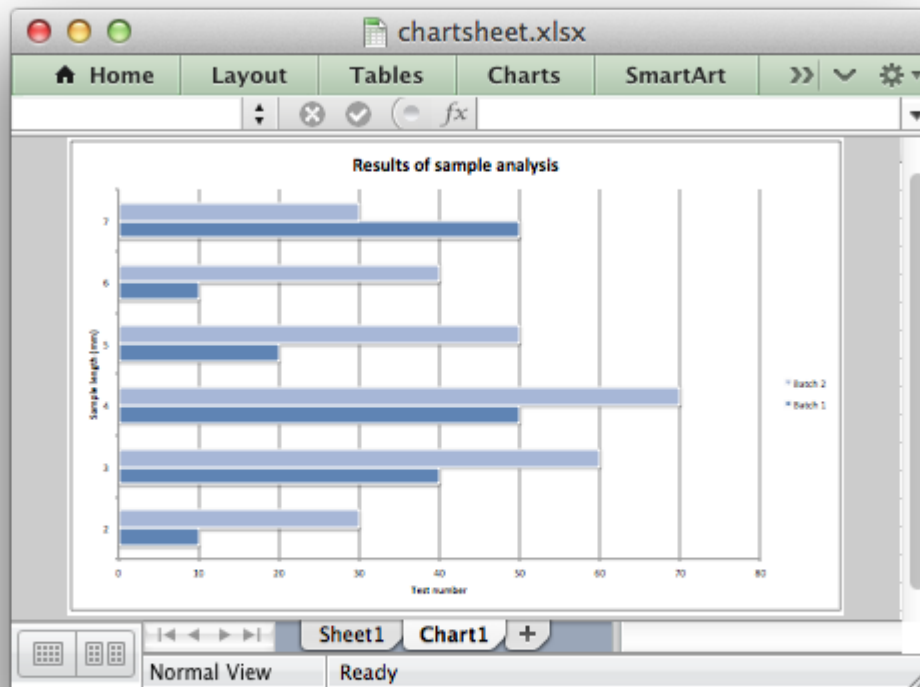 chartsheet.xlsx
Home Layout Tables Charts SmartArt
fx
Results of sample analysis
7
6
5
4
3
2
Sample length (mm)
Batch 2
Batch 1
0 10 20 30 40 50 60 70 80
Test number
Sheet1 Chart1
Normal View Ready